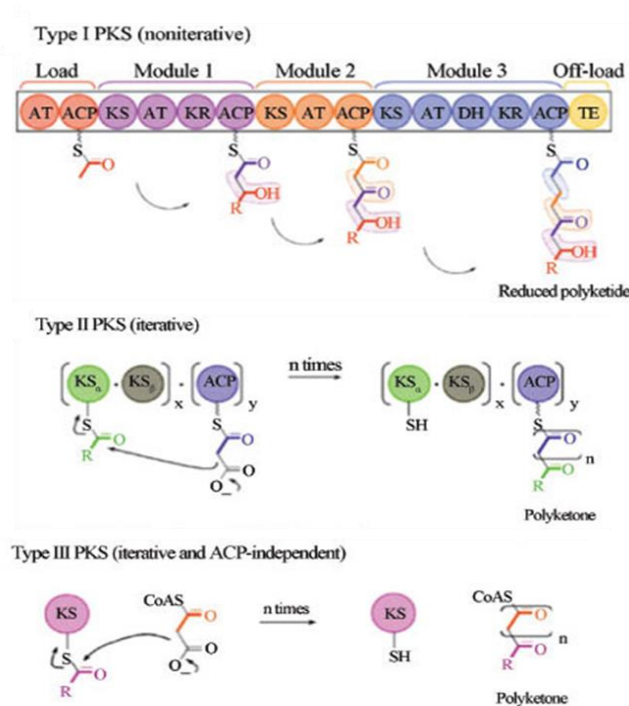 Type I PKS (noniterative)
Load Module 1 Module 2 Module 3 Off-load
AT ACP KS AT KR ACP KS AT ACP KS AT DH KR ACP TE
S S S S
O O O O
OH O
R OH O
R OH
R
Reduced polyketide
Type II PKS (iterative)
KSα · KSβ x · ACP y n times KSα · KSβ x · ACP y
S S SH S
O O O n
R O O
O− R
Polyketone
Type III PKS (iterative and ACP-independent)
KS CoAS O n times KS CoAS O
S O SH n
O O− O
R R
Polyketone